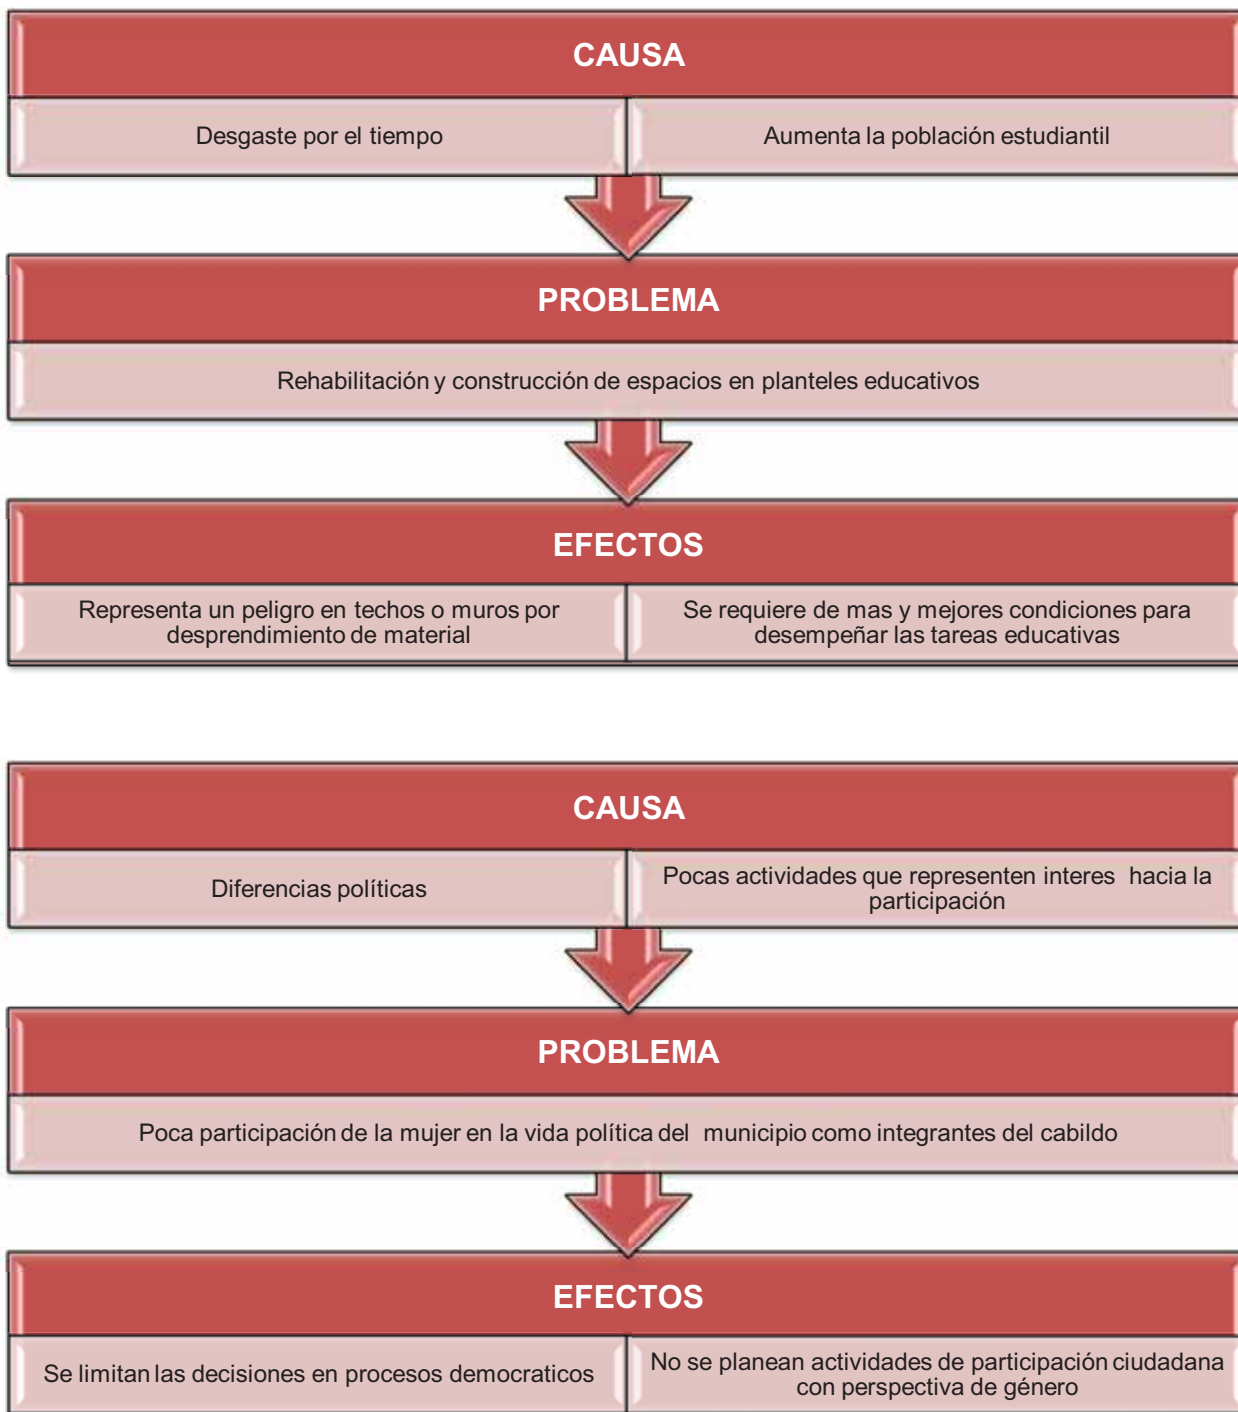 CAUSA
Desgaste por el tiempo
Aumenta la población estudiantil
PROBLEMA
Rehabilitación y construcción de espacios en planteles educativos
EFECTOS
Representa un peligro en techos o muros por
desprendimiento de material
Se requiere de mas y mejores condiciones para
desempeñar las tareas educativas
CAUSA
Diferencias políticas
Pocas actividades que representen interes hacia la
participación
PROBLEMA
Poca participación de la mujer en la vida política del municipio como integrantes del cabildo
EFECTOS
Se limitan las decisiones en procesos democraticos
No se planean actividades de participación ciudadana
con perspectiva de género